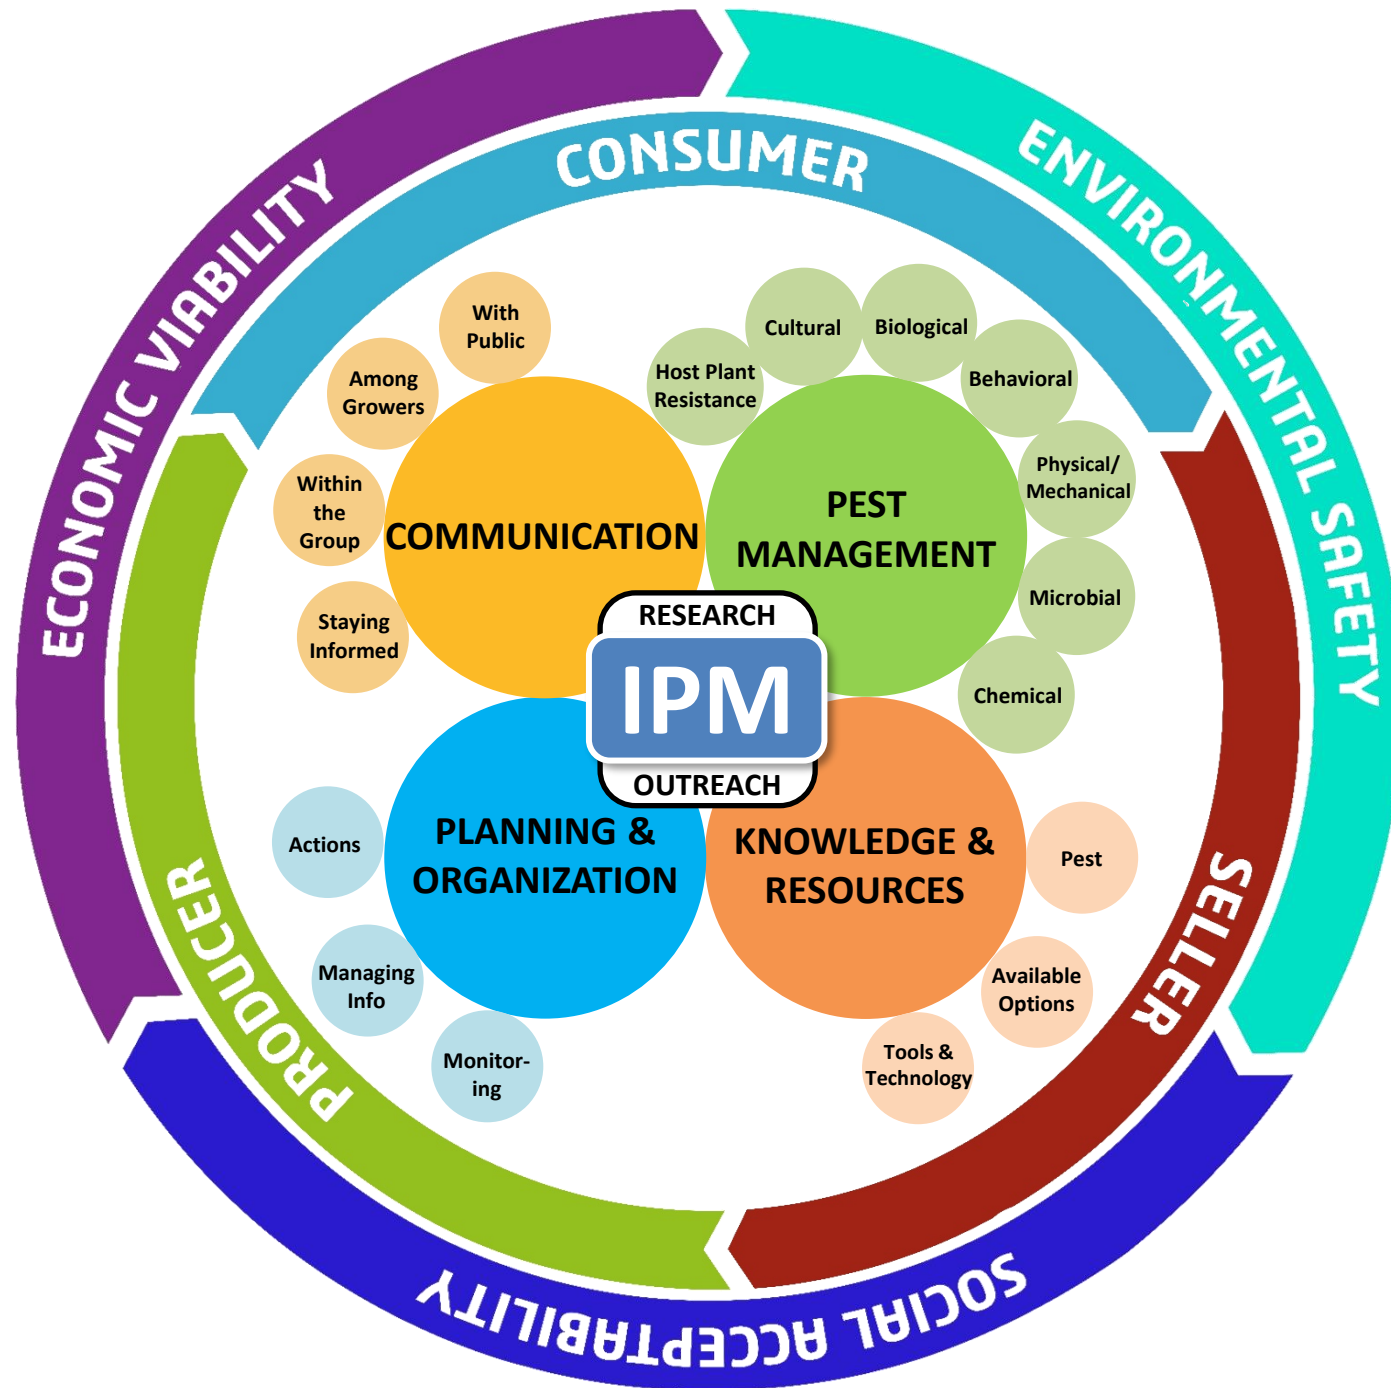 ECONOMIC VIABILITY
ENVIRONMENTAL SAFETY
SOCIAL ACCEPTABILITY
CONSUMER
SELLER
PRODUCER
With
Public
Among
Growers
Within
the
Group
Staying
Informed
COMMUNICATION
Host Plant
Resistance
Cultural
Biological
Behavioral
Physical/
Mechanical
Microbial
Chemical
PEST
MANAGEMENT
RESEARCH
IPM
OUTREACH
PLANNING &
ORGANIZATION
Actions
Managing
Info
Monitor-
ing
KNOWLEDGE &
RESOURCES
Pest
Available
Options
Tools &
Technology